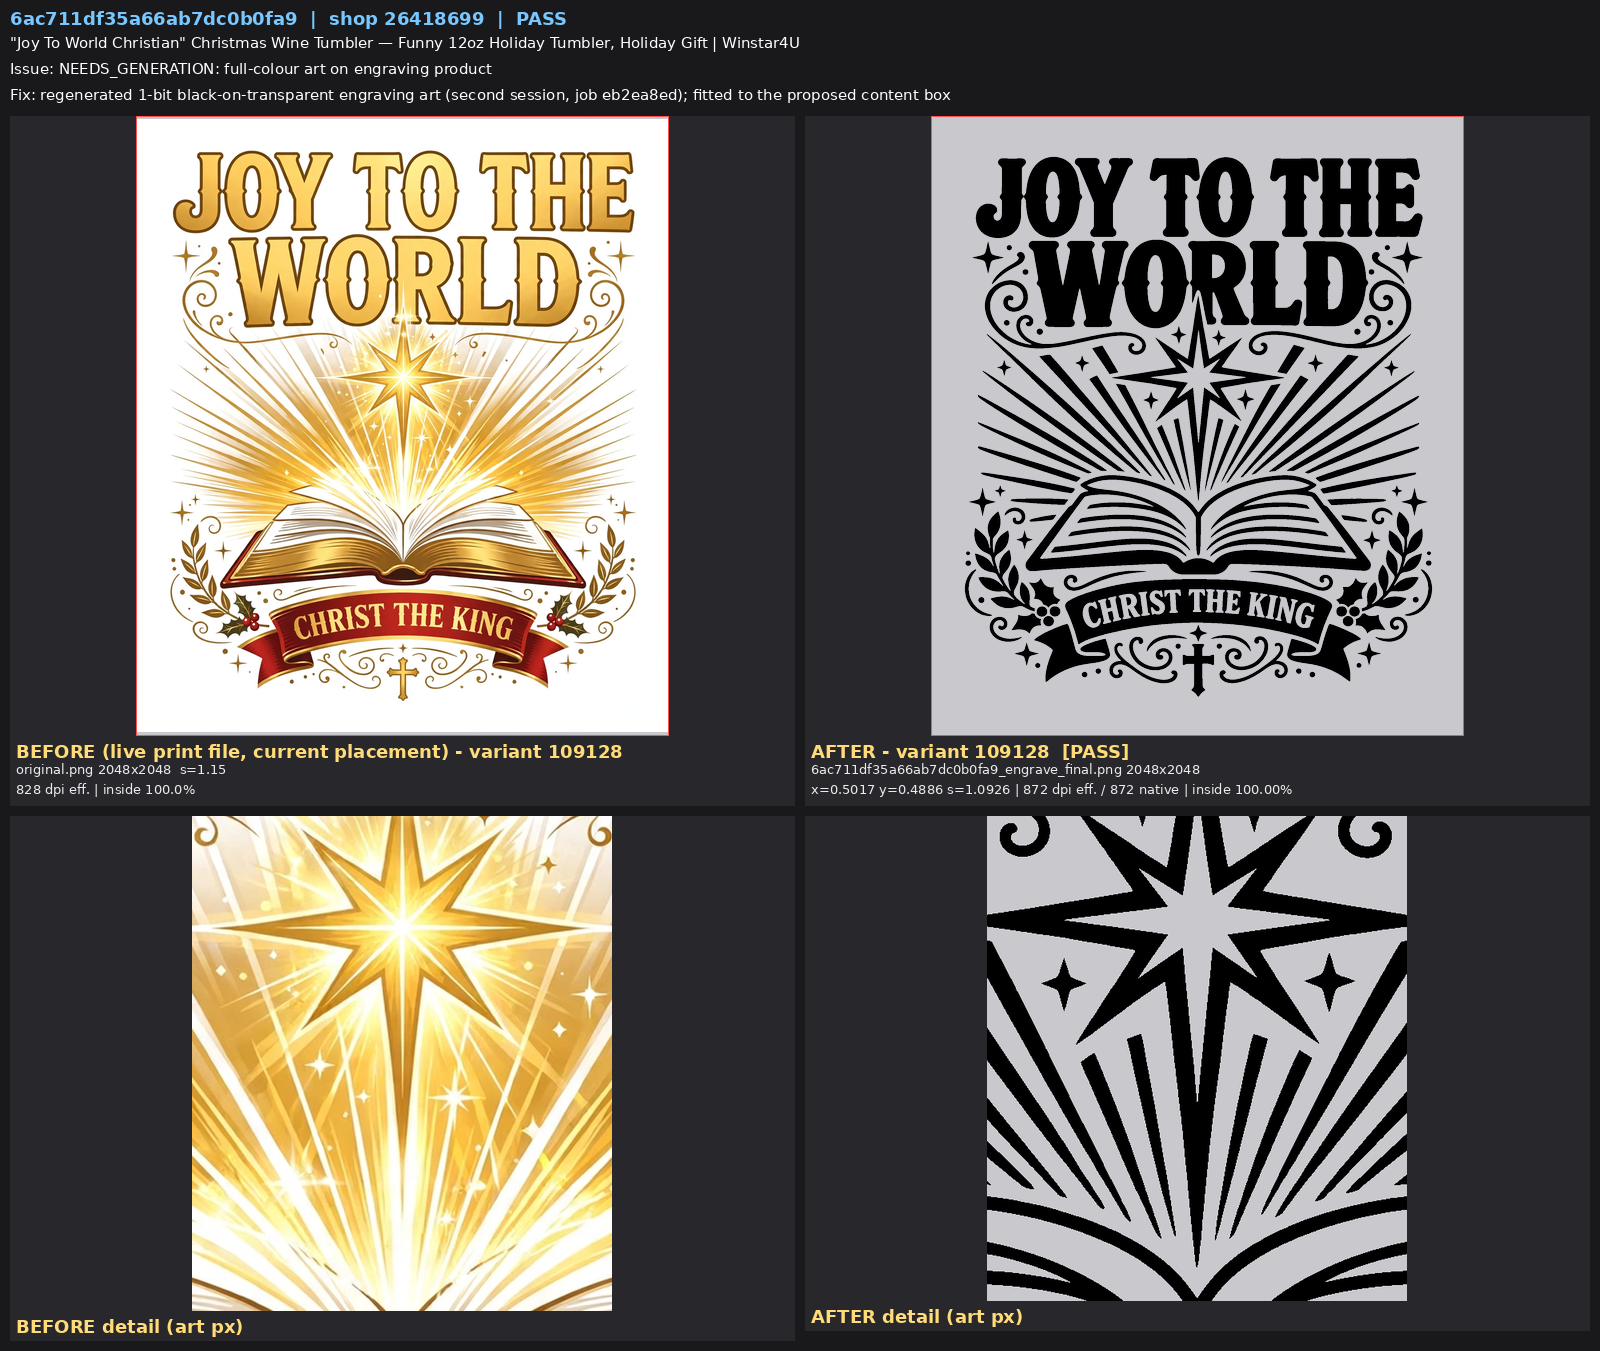 6ac711df35a66ab7dc0b0fa9 | shop 26418699 | PASS
"Joy To World Christian" Christmas Wine Tumbler — Funny 12oz Holiday Tumbler, Holiday Gift | Winstar4U
Issue: NEEDS_GENERATION: full-colour art on engraving product
Fix: regenerated 1-bit black-on-transparent engraving art (second session, job eb2ea8ed); fitted to the proposed content box
JOY TO THE
WORLD
CHRIST THE KING
BEFORE (live print file, current placement) - variant 109128
original.png 2048x2048 s=1.15
828 dpi eff. | inside 100.0%
JOY TO THE
WORLD
CHRIST THE KING
AFTER - variant 109128 [PASS]
6ac711df35a66ab7dc0b0fa9_engrave_final.png 2048x2048
x=0.5017 y=0.4886 s=1.0926 | 872 dpi eff. / 872 native | inside 100.00%
BEFORE detail (art px)
AFTER detail (art px)